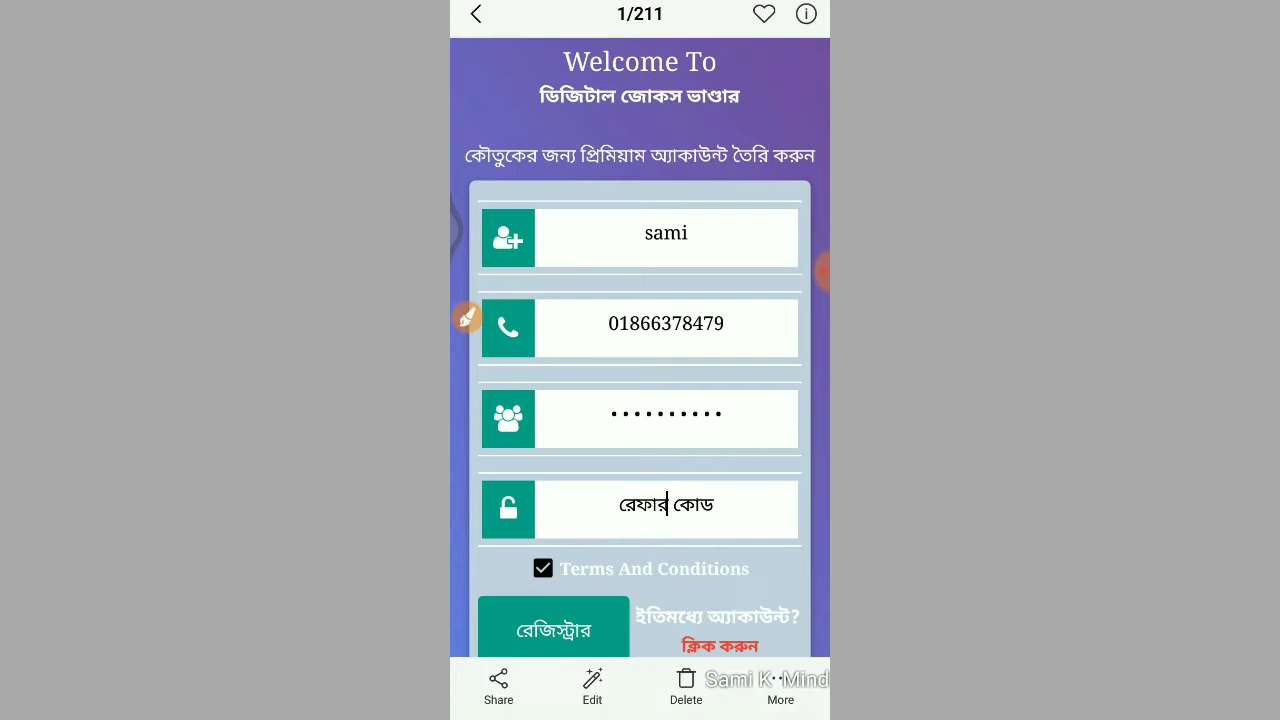 1/211
Welcome To
ডিজিটাল জোকস ভাণ্ডার
কৌতুকের জন্য প্রিমিয়াম অ্যাকাউন্ট তৈরি করুন
sami
01866378479
••••••••••
রেফার কোড
Terms And Conditions
রেজিস্ট্রার
ইতিমধ্যে অ্যাকাউন্ট?
ক্লিক করুন
Sami K Mind
Share Edit Delete More